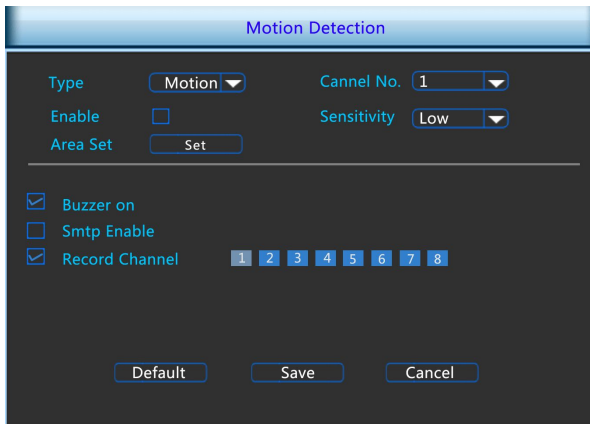 Motion Detection
Type Motion Cannel No. 1
Enable Sensitivity Low
Area Set Set
Buzzer on
Smtp Enable
Record Channel 1 2 3 4 5 6 7 8
Default Save Cancel